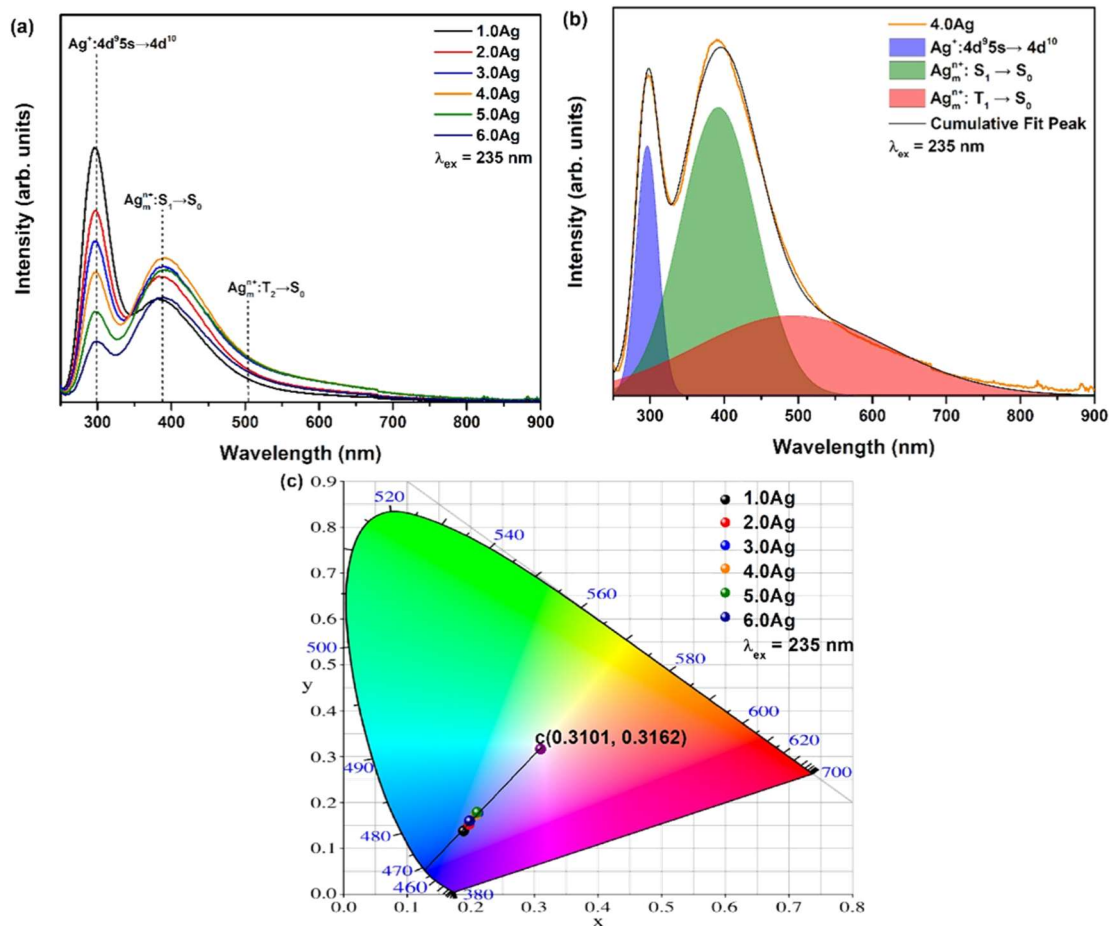 (a)
Ag⁺:4d⁹5s→4d¹⁰
1.0Ag
2.0Ag
3.0Ag
4.0Ag
5.0Ag
6.0Ag
λex = 235 nm
Agmⁿ⁺:S₁→S₀
Agmⁿ⁺:T₂→S₀
Intensity (arb. units)
300 400 500 600 700 800 900
Wavelength (nm)
(b)
4.0Ag
Ag⁺:4d⁹5s→ 4d¹⁰
Agmⁿ⁺: S₁ → S₀
Agmⁿ⁺: T₁ → S₀
Cumulative Fit Peak
λex = 235 nm
Intensity (arb. units)
300 400 500 600 700 800 900
Wavelength (nm)
(c)
0.9
0.8
0.7
0.6
0.5
y
0.4
0.3
0.2
0.1
0.0
520
540
560
500
580
600
620
490
700
480
470
460
380
1.0Ag
2.0Ag
3.0Ag
4.0Ag
5.0Ag
6.0Ag
λex = 235 nm
c(0.3101, 0.3162)
0.0 0.1 0.2 0.3 0.4 0.5 0.6 0.7 0.8
x